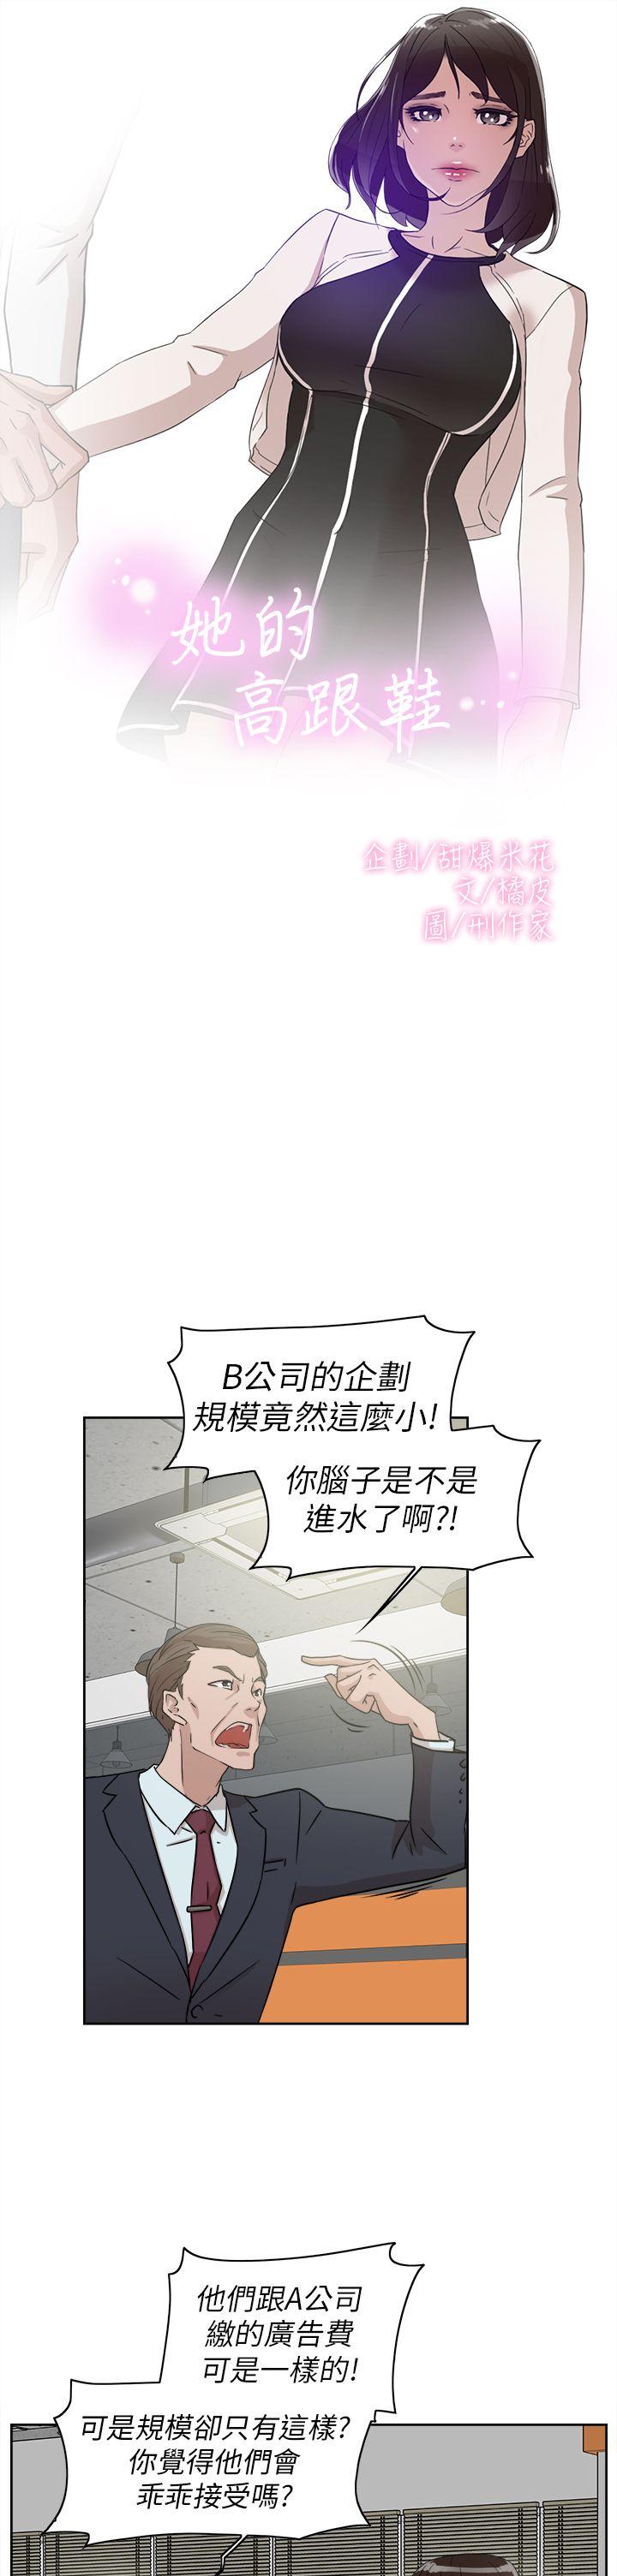 她的
高跟鞋...
企劃/甜爆米花
文/橘皮
圖/刑作家
B公司的企劃
規模竟然這麼小!
你腦子是不是
進水了啊?!
他們跟A公司
繳的廣告費
可是一樣的!
可是規模卻只有這樣?
你覺得他們會
乖乖接受嗎?